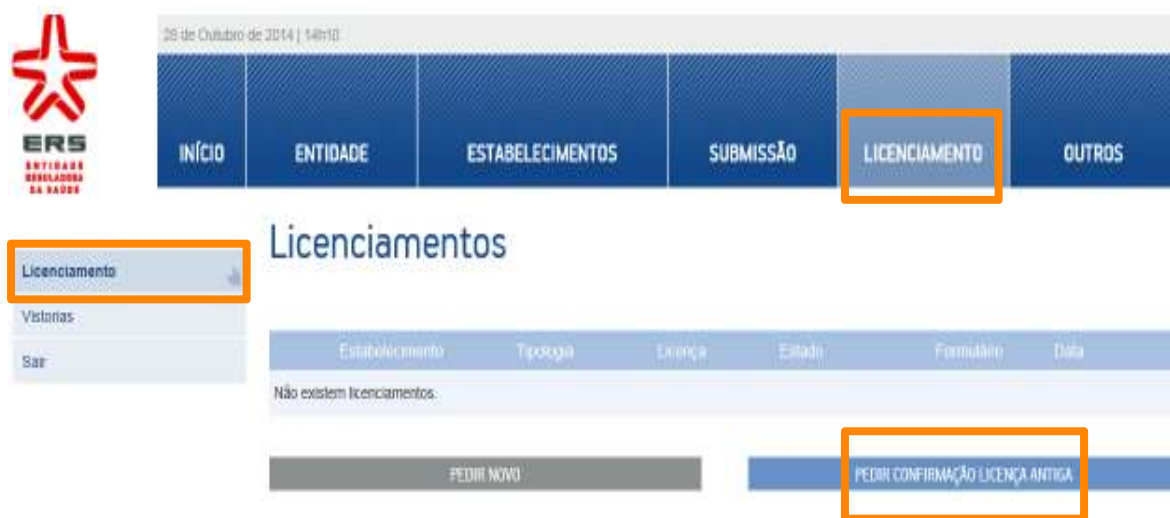 28 de Outubro de 2014 | 14h10
ERS
ENTIDADE
REGULADORA
DA SAÚDE
INÍCIO ENTIDADE ESTABELECIMENTOS SUBMISSÃO LICENCIAMENTO OUTROS
Licenciamentos
Licenciamento
Vistorias
Sair
Estabelecimento Tipologia Licença Estado Formulário Data
Não existem licenciamentos.
PEDIR NOVO PEDIR CONFIRMAÇÃO LICENÇA ANTIGA